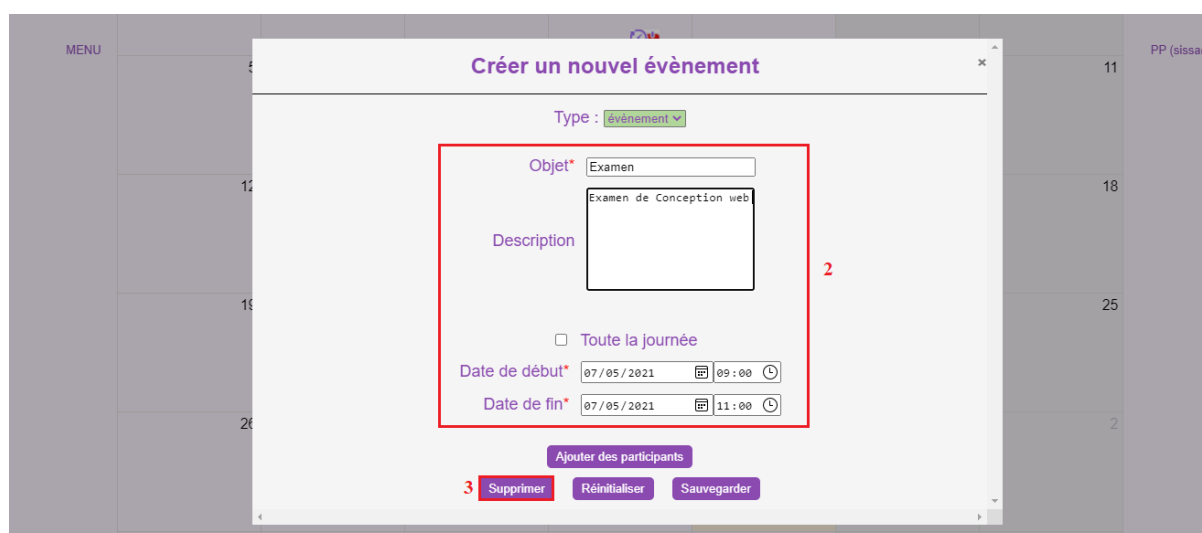 MENU
PP (sissa
5
11
12
18
19
25
26
2
Créer un nouvel évènement
×
Type : évènement
Objet* Examen
Examen de Conception web
Description
2
Toute la journée
Date de début* 07/05/2021 09:00
Date de fin* 07/05/2021 11:00
Ajouter des participants
3 Supprimer Réinitialiser Sauvegarder